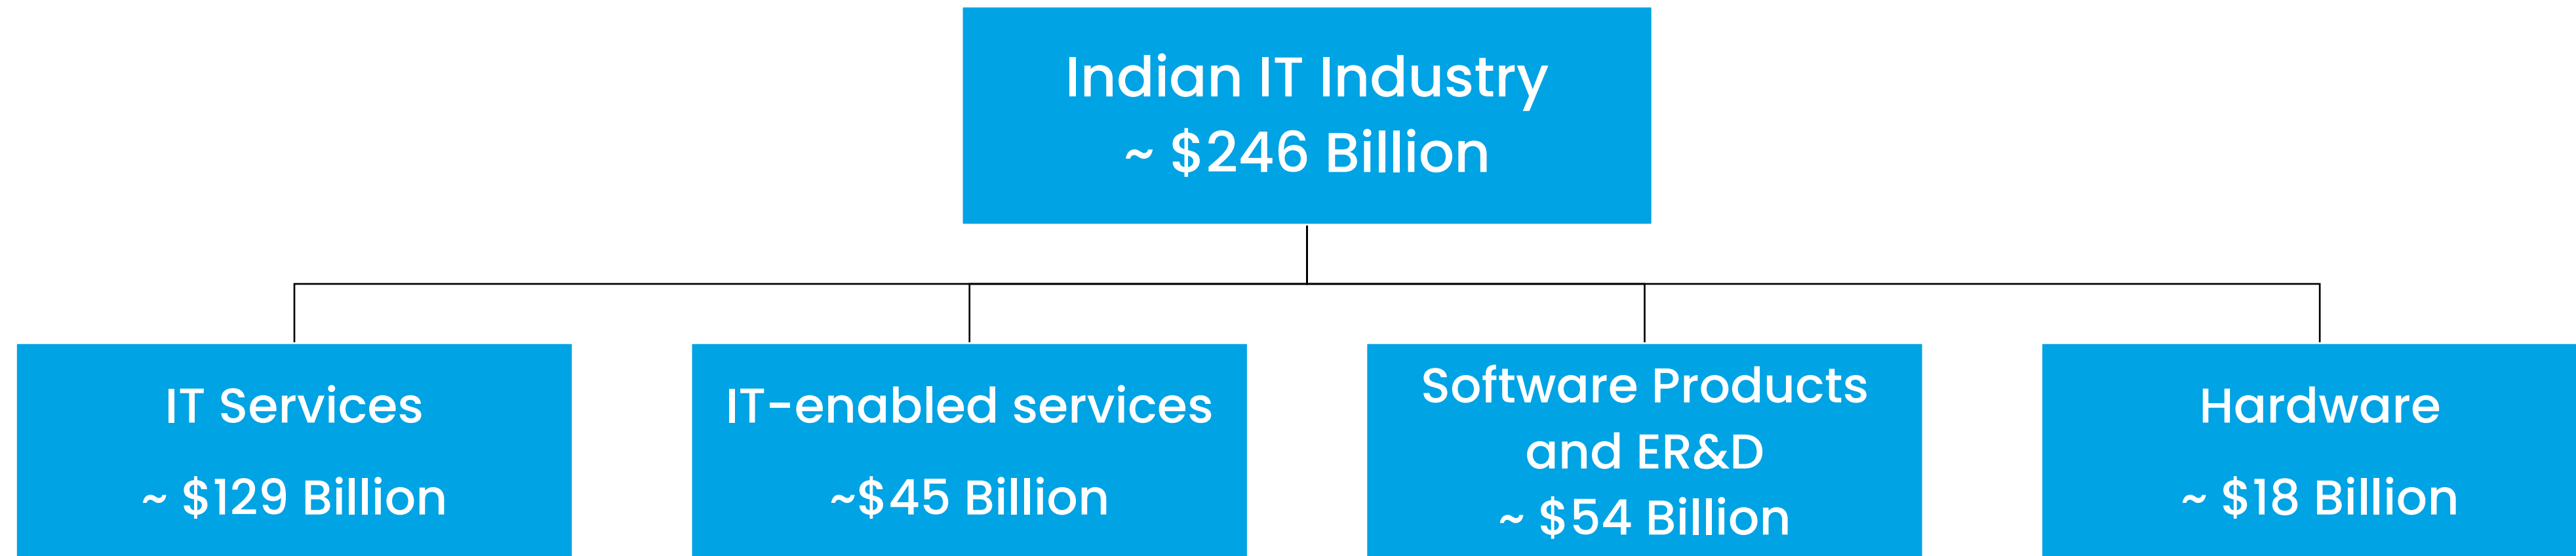 Indian IT Industry
~ $246 Billion
IT Services
~ $129 Billion
IT-enabled services
~$45 Billion
Software Products
and ER&D
~ $54 Billion
Hardware
~ $18 Billion